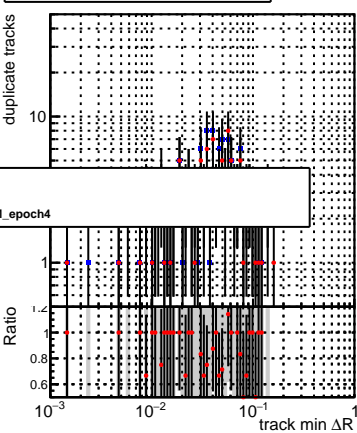 duplicate tracks
10
l_epoch4
1
Ratio
1.2
1
0.8
0.6
10⁻³ 10⁻² 10⁻¹ 1
track min ΔR